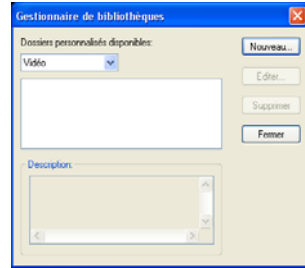 Gestionnaire de bibliothèques
Dossiers personnalisés disponibles:
Vidéo
Nouveau...
Editer...
Supprimer
Fermer
Description: